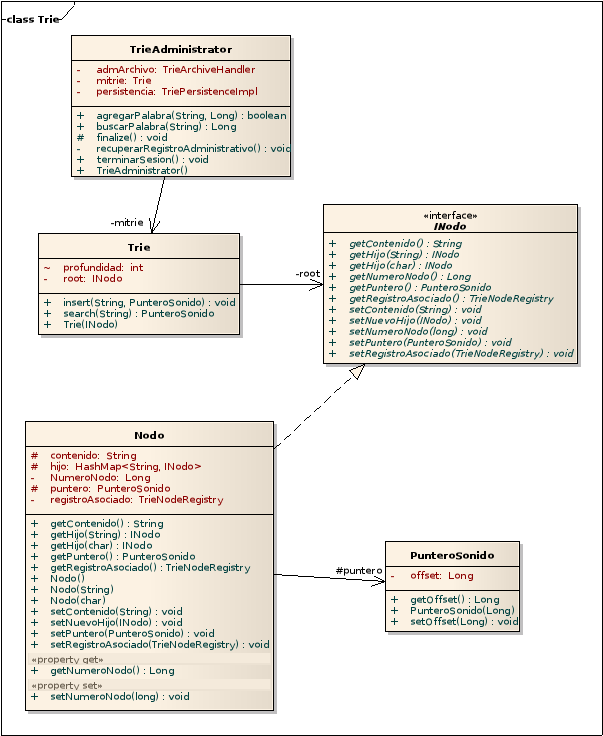 class Trie
TrieAdministrator
- admArchivo: TrieArchiveHandler
- mitrie: Trie
- persistencia: TriePersistenceImpl
+ agregarPalabra(String, Long) : boolean
+ buscarPalabra(String) : Long
# finalize() : void
- recuperarRegistroAdministrativo() : void
+ terminarSesion() : void
+ TrieAdministrator()
-mitrie
Trie
~ profundidad: int
- root: INodo
+ insert(String, PunteroSonido) : void
+ search(String) : PunteroSonido
+ Trie(INodo)
-root
«interface»
INodo
+ getContenido() : String
+ getHijo(String) : INodo
+ getHijo(char) : INodo
+ getNumeroNodo() : Long
+ getPuntero() : PunteroSonido
+ getRegistroAsociado() : TrieNodeRegistry
+ setContenido(String) : void
+ setNuevoHijo(INodo) : void
+ setNumeroNodo(long) : void
+ setPuntero(PunteroSonido) : void
+ setRegistroAsociado(TrieNodeRegistry) : void
Nodo
# contenido: String
# hijo: HashMap<String, INodo>
- NumeroNodo: Long
# puntero: PunteroSonido
- registroAsociado: TrieNodeRegistry
+ getContenido() : String
+ getHijo(String) : INodo
+ getHijo(char) : INodo
+ getPuntero() : PunteroSonido
+ getRegistroAsociado() : TrieNodeRegistry
+ Nodo()
+ Nodo(String)
+ Nodo(char)
+ setContenido(String) : void
+ setNuevoHijo(INodo) : void
+ setPuntero(PunteroSonido) : void
+ setRegistroAsociado(TrieNodeRegistry) : void
«property get»
+ getNumeroNodo() : Long
«property set»
+ setNumeroNodo(long) : void
#puntero
PunteroSonido
- offset: Long
+ getOffset() : Long
+ PunteroSonido(Long)
+ setOffset(Long) : void